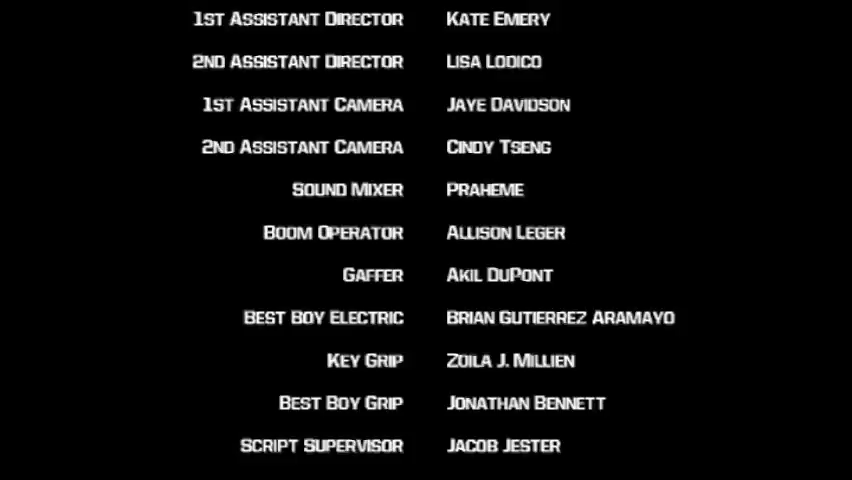 1st Assistant Director Kate Emery
2nd Assistant Director Lisa Lodico
1st Assistant Camera Jaye Davidson
2nd Assistant Camera Cindy Tseng
Sound Mixer Praheme
Boom Operator Allison Leger
Gaffer Akil DuPont
Best Boy Electric Brian Gutierrez Aramayo
Key Grip Zoila J. Millien
Best Boy Grip Jonathan Bennett
Script Supervisor Jacob Jester